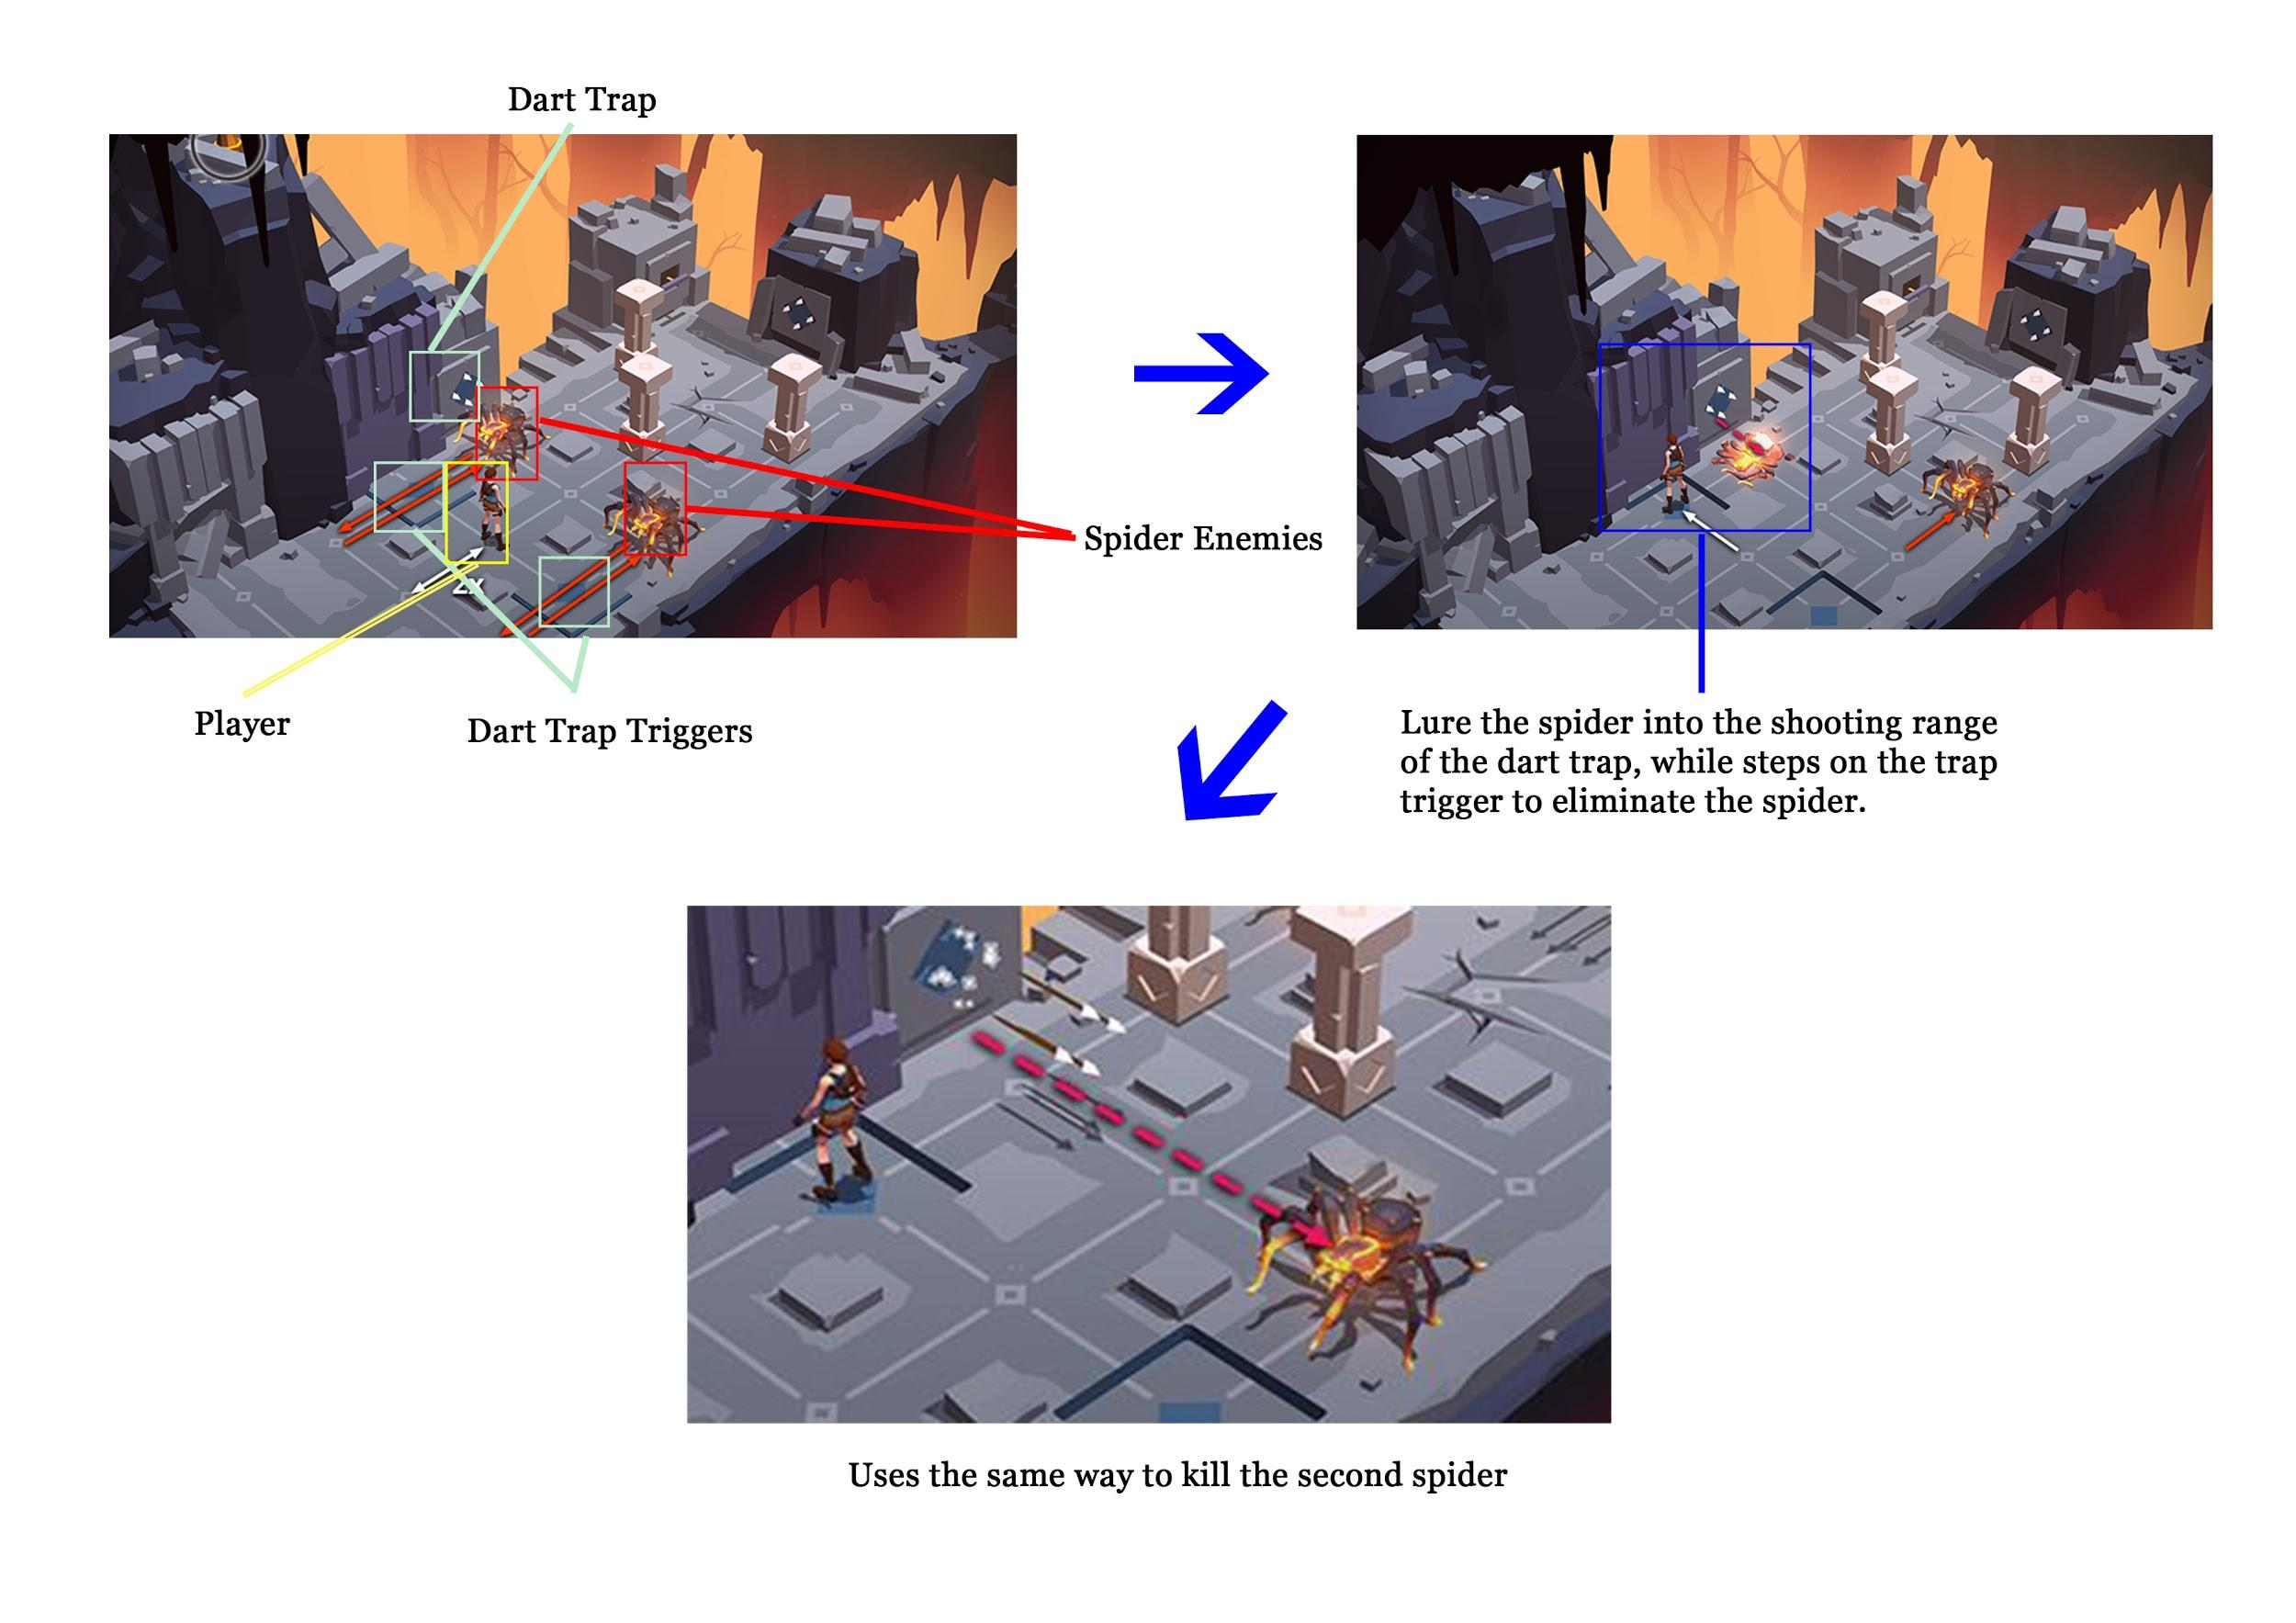 Dart Trap
2X
Spider Enemies
Player
Dart Trap Triggers
Lure the spider into the shooting range
of the dart trap, while steps on the trap
trigger to eliminate the spider.
Uses the same way to kill the second spider